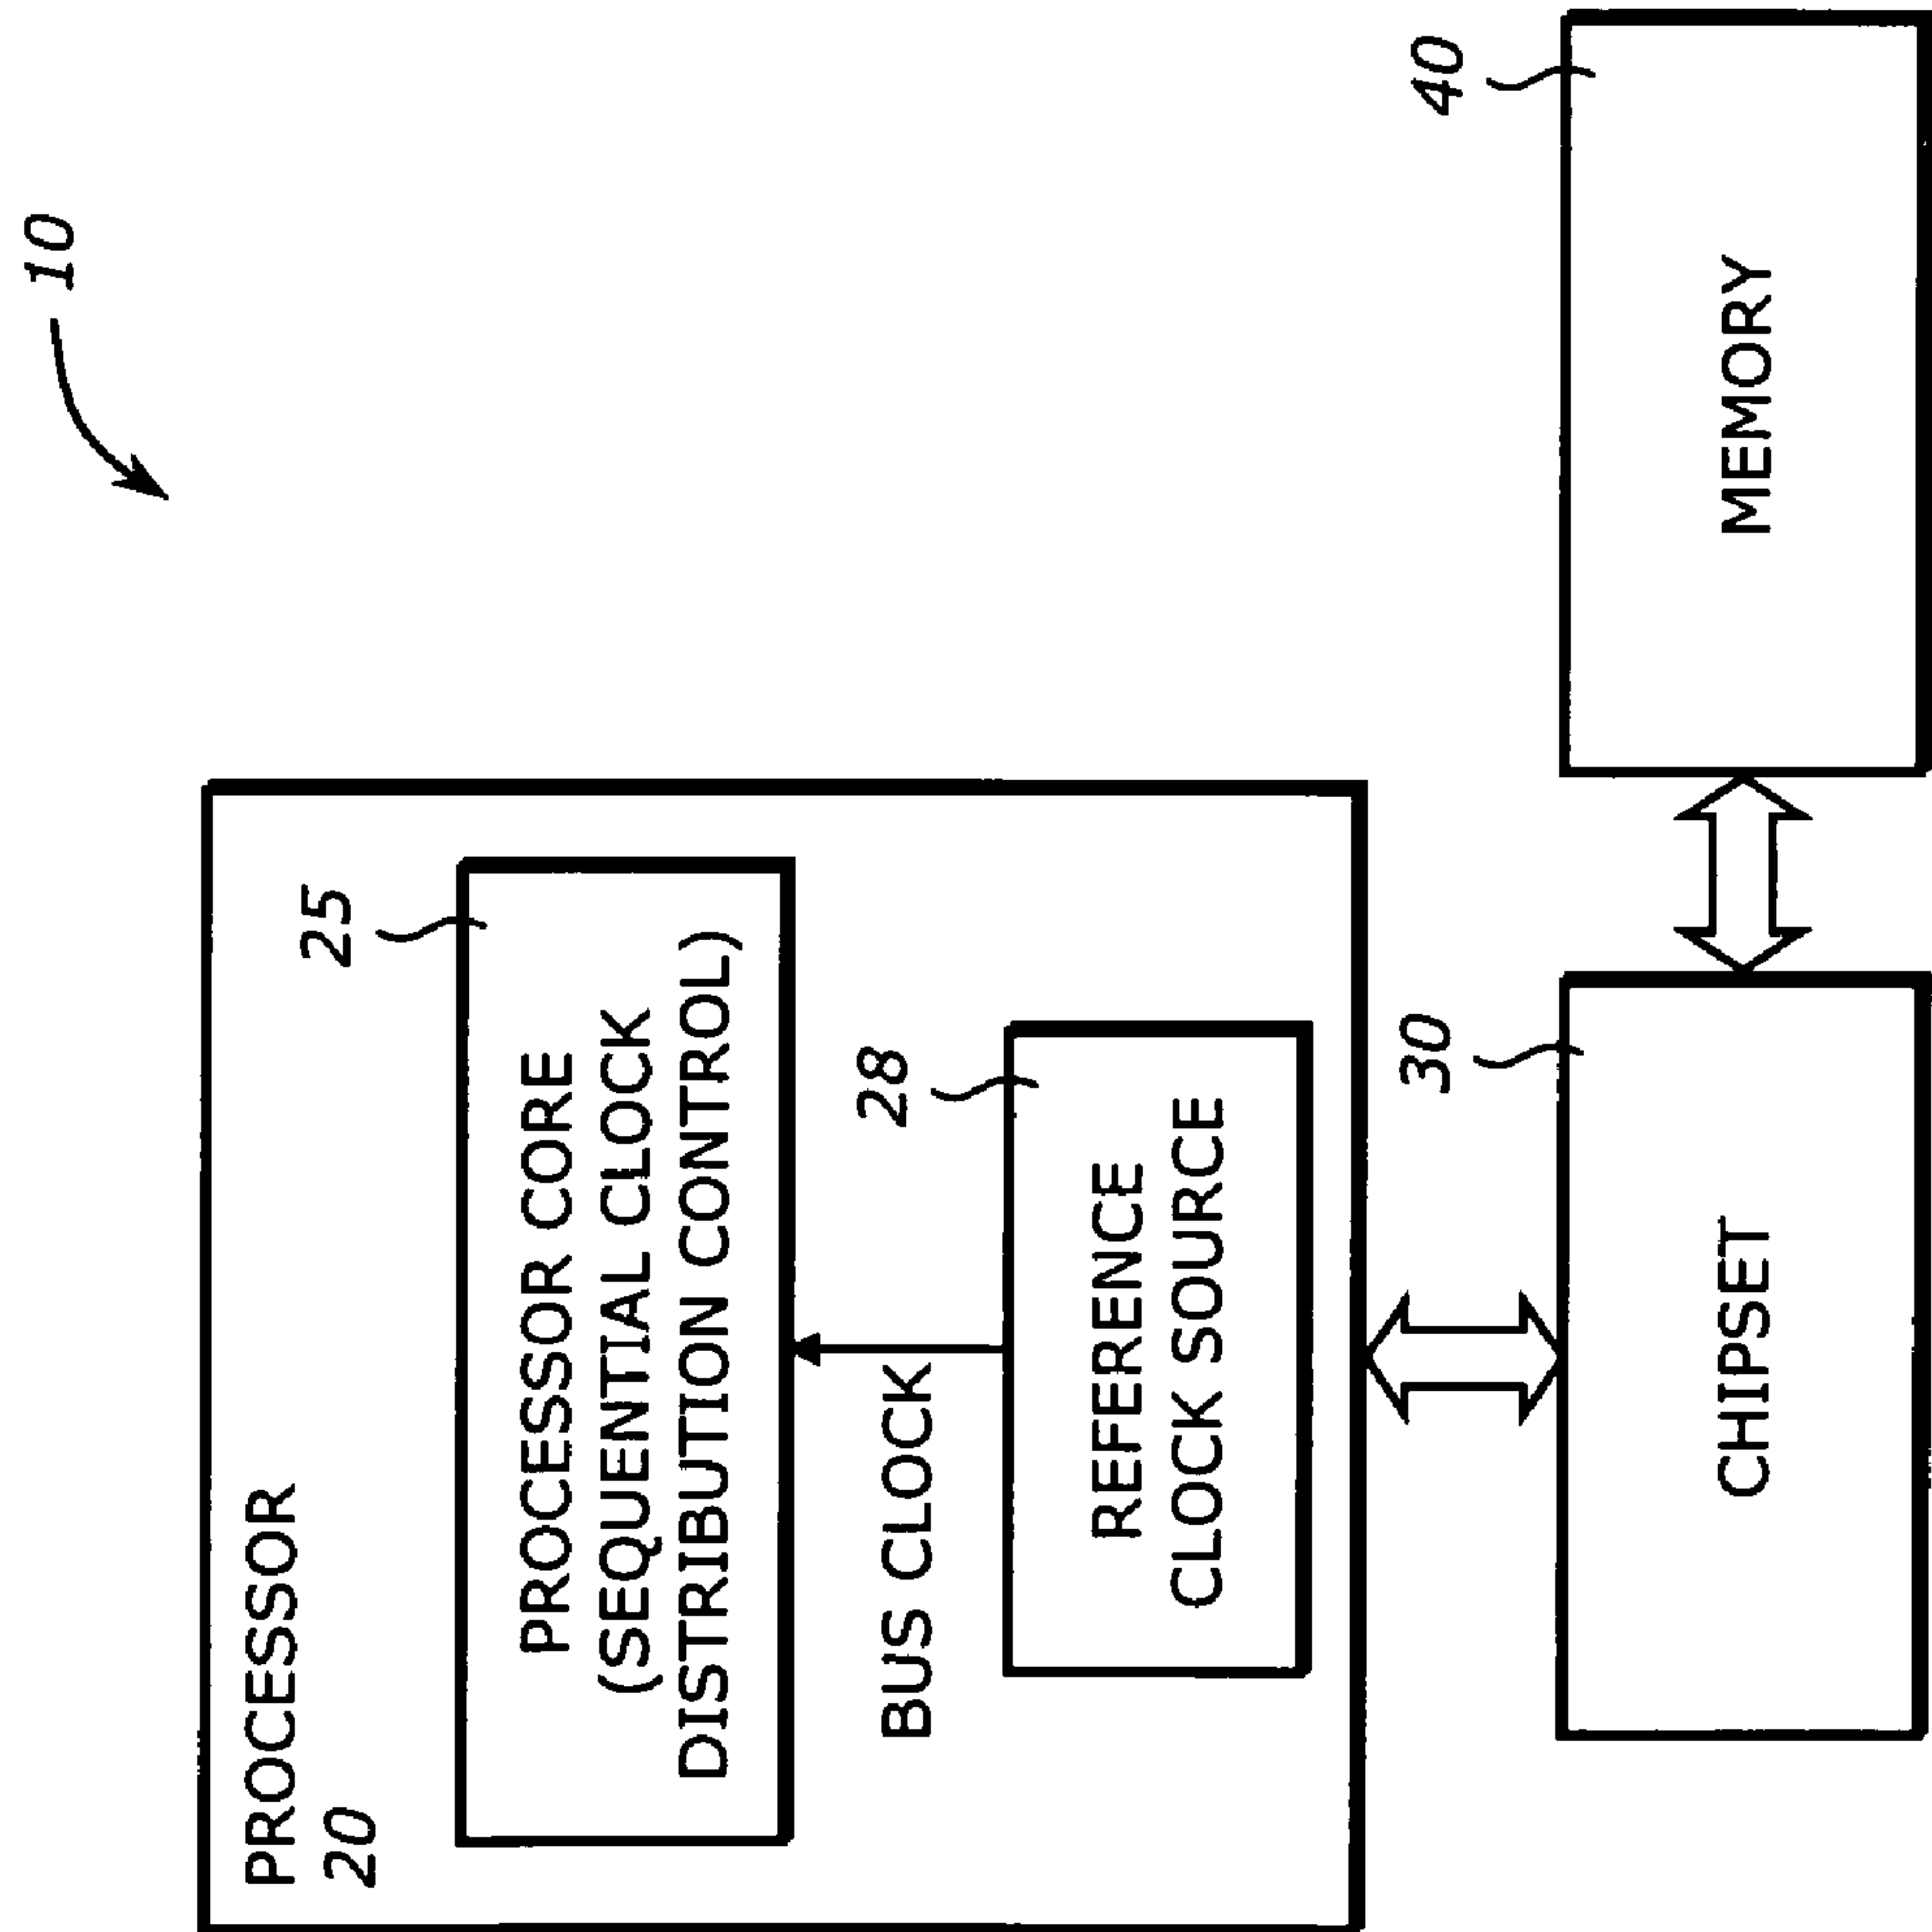 10
PROCESSOR
20
25
PROCESSOR CORE
(SEQUENTIAL CLOCK
DISTRIBUTION CONTROL)
BUS CLOCK
28
REFERENCE
CLOCK SOURCE
30
CHIPSET
40
MEMORY